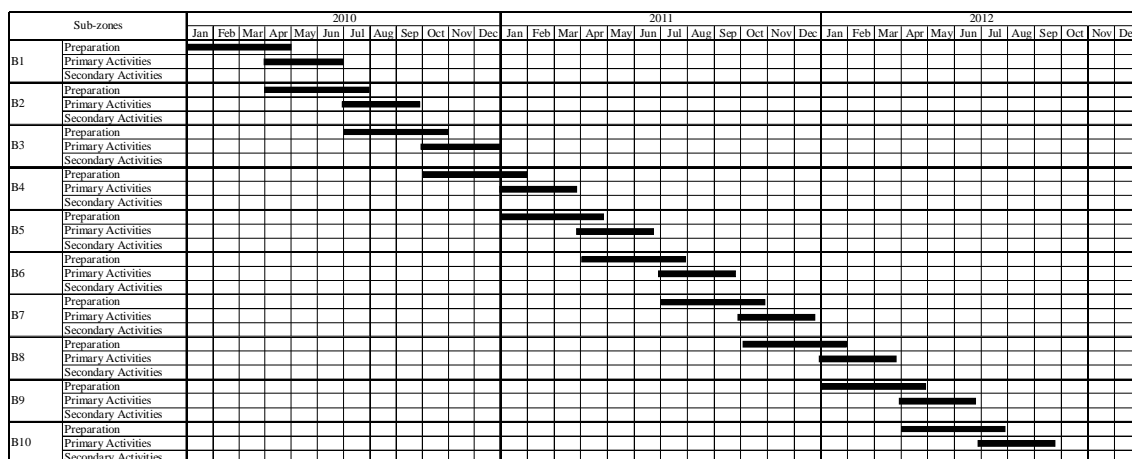 Sub-zones 2010 2011 2012
Jan Feb Mar Apr May Jun Jul Aug Sep Oct Nov Dec Jan Feb Mar Apr May Jun Jul Aug Sep Oct Nov Dec Jan Feb Mar Apr May Jun Jul Aug Sep Oct Nov De
Preparation
B1 Primary Activities
Secondary Activities
Preparation
B2 Primary Activities
Secondary Activities
Preparation
B3 Primary Activities
Secondary Activities
Preparation
B4 Primary Activities
Secondary Activities
Preparation
B5 Primary Activities
Secondary Activities
Preparation
B6 Primary Activities
Secondary Activities
Preparation
B7 Primary Activities
Secondary Activities
Preparation
B8 Primary Activities
Secondary Activities
Preparation
B9 Primary Activities
Secondary Activities
Preparation
B10 Primary Activities
Secondary Activities